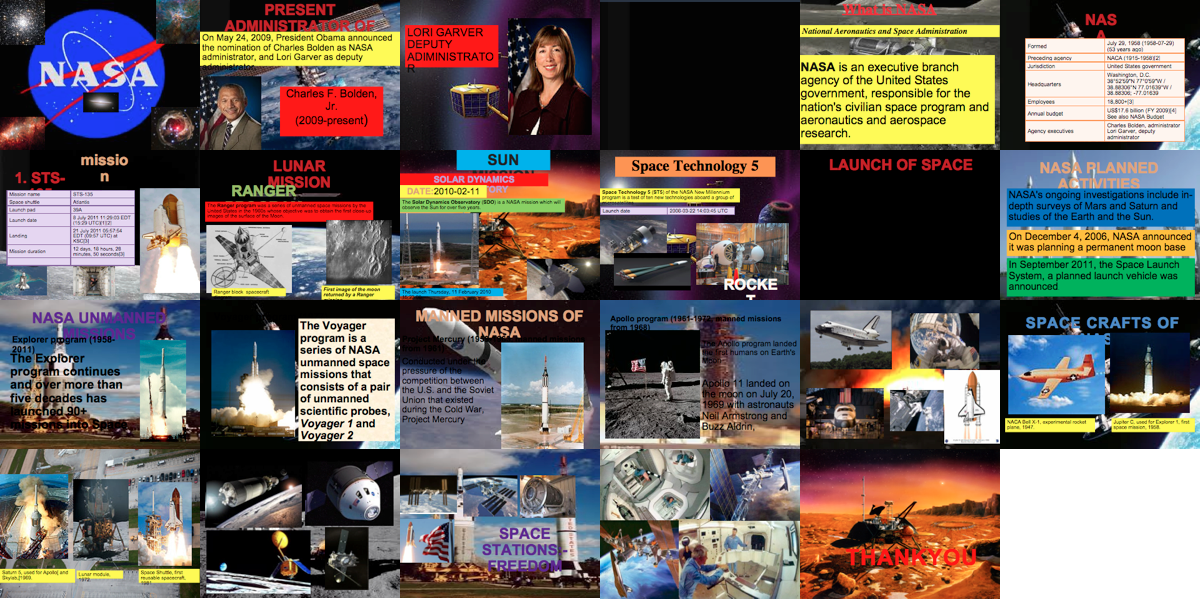 NASA
PRESENT
ADMINISTRATOR OF
On May 24, 2009, President Obama announced
the nomination of Charles Bolden as NASA
administrator, and Lori Garver as deputy
administrator.
Charles F. Bolden,
Jr.
(2009-present)
LORI GARVER
DEPUTY
ADIMINISTRATO
R
What is NASA
National Aeronautics and Space Administration
NASA is an executive branch
agency of the United States
government, responsible for the
nation's civilian space program and
aeronautics and aerospace
research.
NAS
A
Formed July 29, 1958 (1958-07-29)
(53 years ago)
Preceding agency NACA (1915-1958)[2]
Jurisdiction United States government
Headquarters Washington, D.C.
38°52′59″N 77°0′59″W /
38.88306°N 77.01639°W /
38.88306; -77.01639
Employees 18,800+[3]
Annual budget US$17.6 billion (FY 2009)[4]
See also NASA Budget
Agency executives Charles Bolden, administrator
Lori Garver, deputy
administrator
missio
n
1. STS-
Mission name STS-135
Space shuttle Atlantis
Launch pad 39A
Launch date 8 July 2011 11:29:03 EDT
(15:29 UTC)[1][2]
Landing 21 July 2011 05:57:54
EDT (09:57 UTC) at
KSC[3]
Mission duration 12 days, 18 hours, 28
minutes, 50 seconds[3]
LUNAR
MISSION
RANGER
The Ranger program was a series of unmanned space missions by the
United States in the 1960s whose objective was to obtain the first close-up
images of the surface of the Moon.
Ranger block spacecraft
First image of the moon
returned by a Ranger
SUN
SOLAR DYNAMICS
DATE:2010-02-11
The Solar Dynamics Observatory (SDO) is a NASA mission which will
observe the Sun for over five years.
The launch Thursday, 11 February 2010
Space Technology 5
Space Technology 5 (ST5) of the NASA New Millennium
program is a test of ten new technologies aboard a group of
Launch date 2006-03-22 14:03:45 UTC
ROCKE
T
LAUNCH OF SPACE
NASA PLANNED
ACTIVITIES
NASA's ongoing investigations include in-
depth surveys of Mars and Saturn and
studies of the Earth and the Sun.
On December 4, 2006, NASA announced
it was planning a permanent moon base
In September 2011, the Space Launch
System, a planned launch vehicle was
announced
NASA UNMANNED
MISSIONS
Explorer program (1958-
2011)
The Explorer
program continues
and over more than
five decades has
launched 90+
missions into Space
The Voyager
program is a
series of NASA
unmanned space
missions that
consists of a pair
of unmanned
scientific probes,
Voyager 1 and
Voyager 2
MANNED MISSIONS OF
NASA
Conducted under the
pressure of the
competition between
the U.S. and the Soviet
Union that existed
during the Cold War,
Project Mercury
Apollo program (1961-1972, manned missions
from 1968)
The Apollo program landed
the first humans on Earth's
Moon.
Apollo 11 landed on
the moon on July 20,
1969 with astronauts
Neil Armstrong and
Buzz Aldrin,
SPACE CRAFTS OF
NACA Bell X-1, experimental rocket
plane, 1947.
Jupiter C, used for Explorer 1, first
space mission, 1958.
Saturn 5, used for Apollo[ and
Skylab,[1969.
Lunar module,
1972.
Space Shuttle, first
reusable spacecraft,
1981
SPACE
STATIONS:-
FREEDOM
THANKYOU